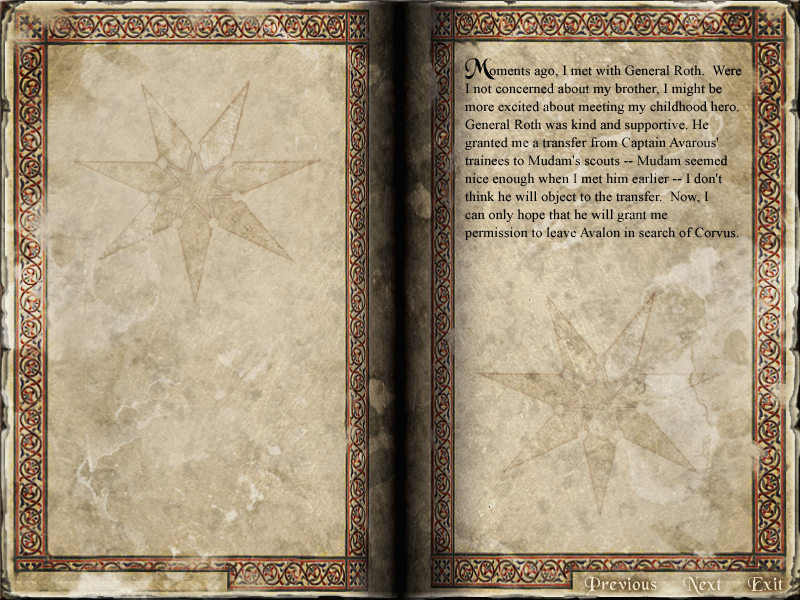 Moments ago, I met with General Roth.  Were
I not concerned about my brother, I might be
more excited about meeting my childhood hero.
General Roth was kind and supportive. He
granted me a transfer from Captain Avarous'
trainees to Mudam's scouts -- Mudam seemed
nice enough when I met him earlier -- I don't
think he will object to the transfer.  Now, I
can only hope that he will grant me
permission to leave Avalon in search of Corvus.
Previous Next Exit